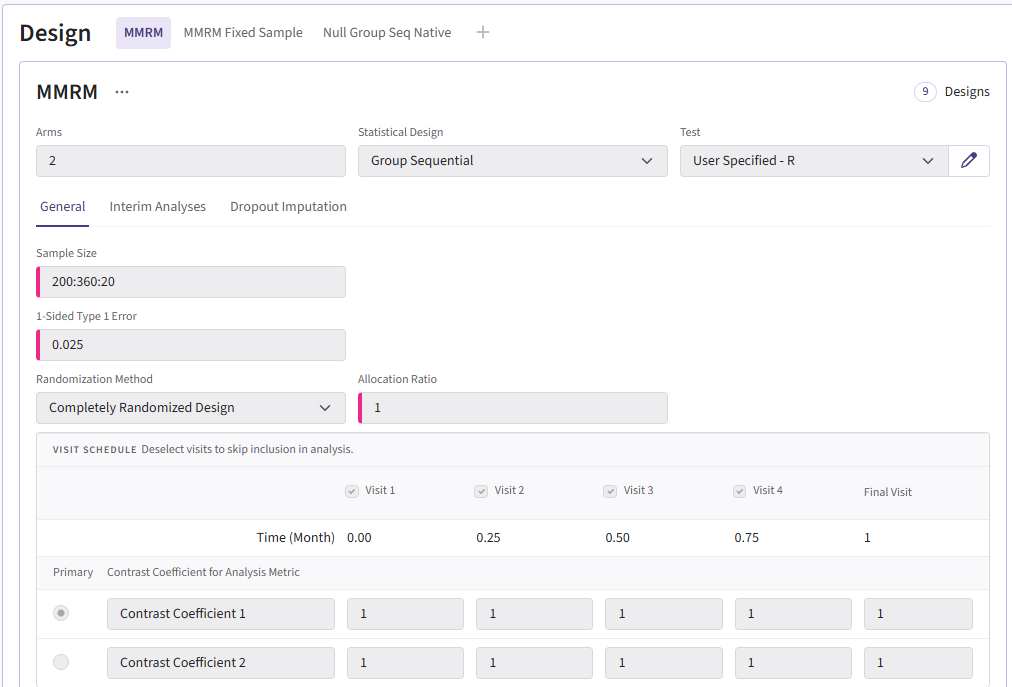 Design MMRM MMRM Fixed Sample Null Group Seq Native +
MMRM ... 9 Designs
Arms Statistical Design Test
2 Group Sequential User Specified - R
General Interim Analyses Dropout Imputation
Sample Size
200:360:20
1-Sided Type 1 Error
0.025
Randomization Method Allocation Ratio
Completely Randomized Design 1
VISIT SCHEDULE Deselect visits to skip inclusion in analysis.
Visit 1 Visit 2 Visit 3 Visit 4 Final Visit
Time (Month) 0.00 0.25 0.50 0.75 1
Primary Contrast Coefficient for Analysis Metric
Contrast Coefficient 1 1 1 1 1 1
Contrast Coefficient 2 1 1 1 1 1